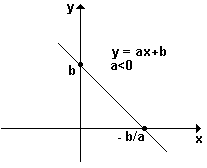 y
y = ax+b
a<0
b
- b/a
x